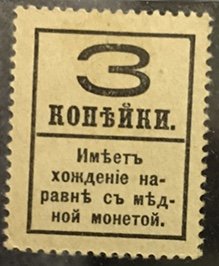 3
КОПѢЙКИ.
Имѣетъ
хожденіе на-
равнѣ съ мѣд-
ной монетой.